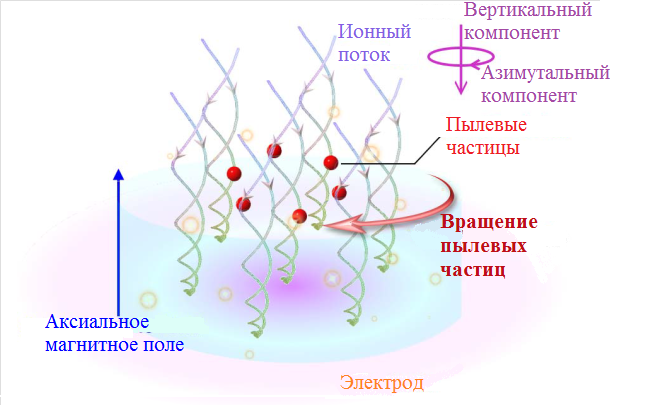 Вертикальный
компонент
Ионный
поток
Азимутальный
компонент
Пылевые
частицы
Вращение
пылевых
частиц
Аксиальное
магнитное поле
Электрод